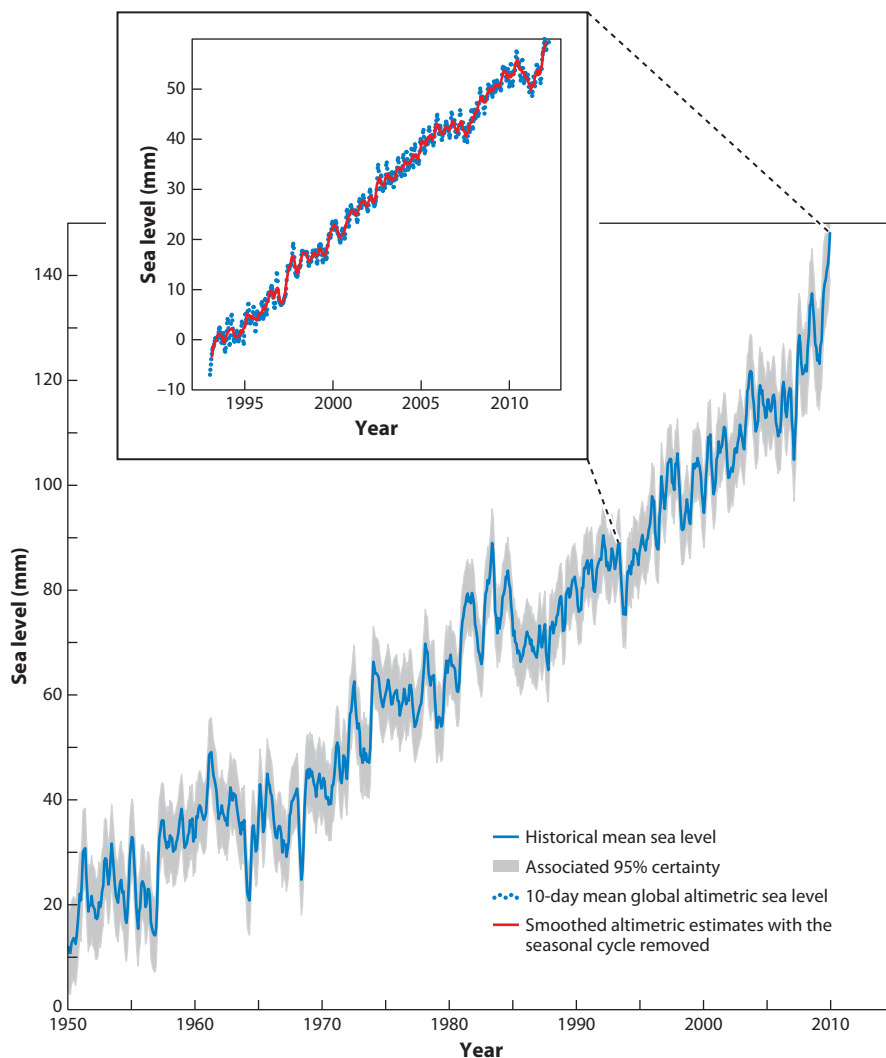 50
40
30
20
10
0
−10
Sea level (mm)
1995
2000
2005
2010
Year
140
120
100
80
60
40
20
0
Sea level (mm)
Historical mean sea level
Associated 95% certainty
10-day mean global altimetric sea level
Smoothed altimetric estimates with the
seasonal cycle removed
1950
1960
1970
1980
1990
2000
2010
Year